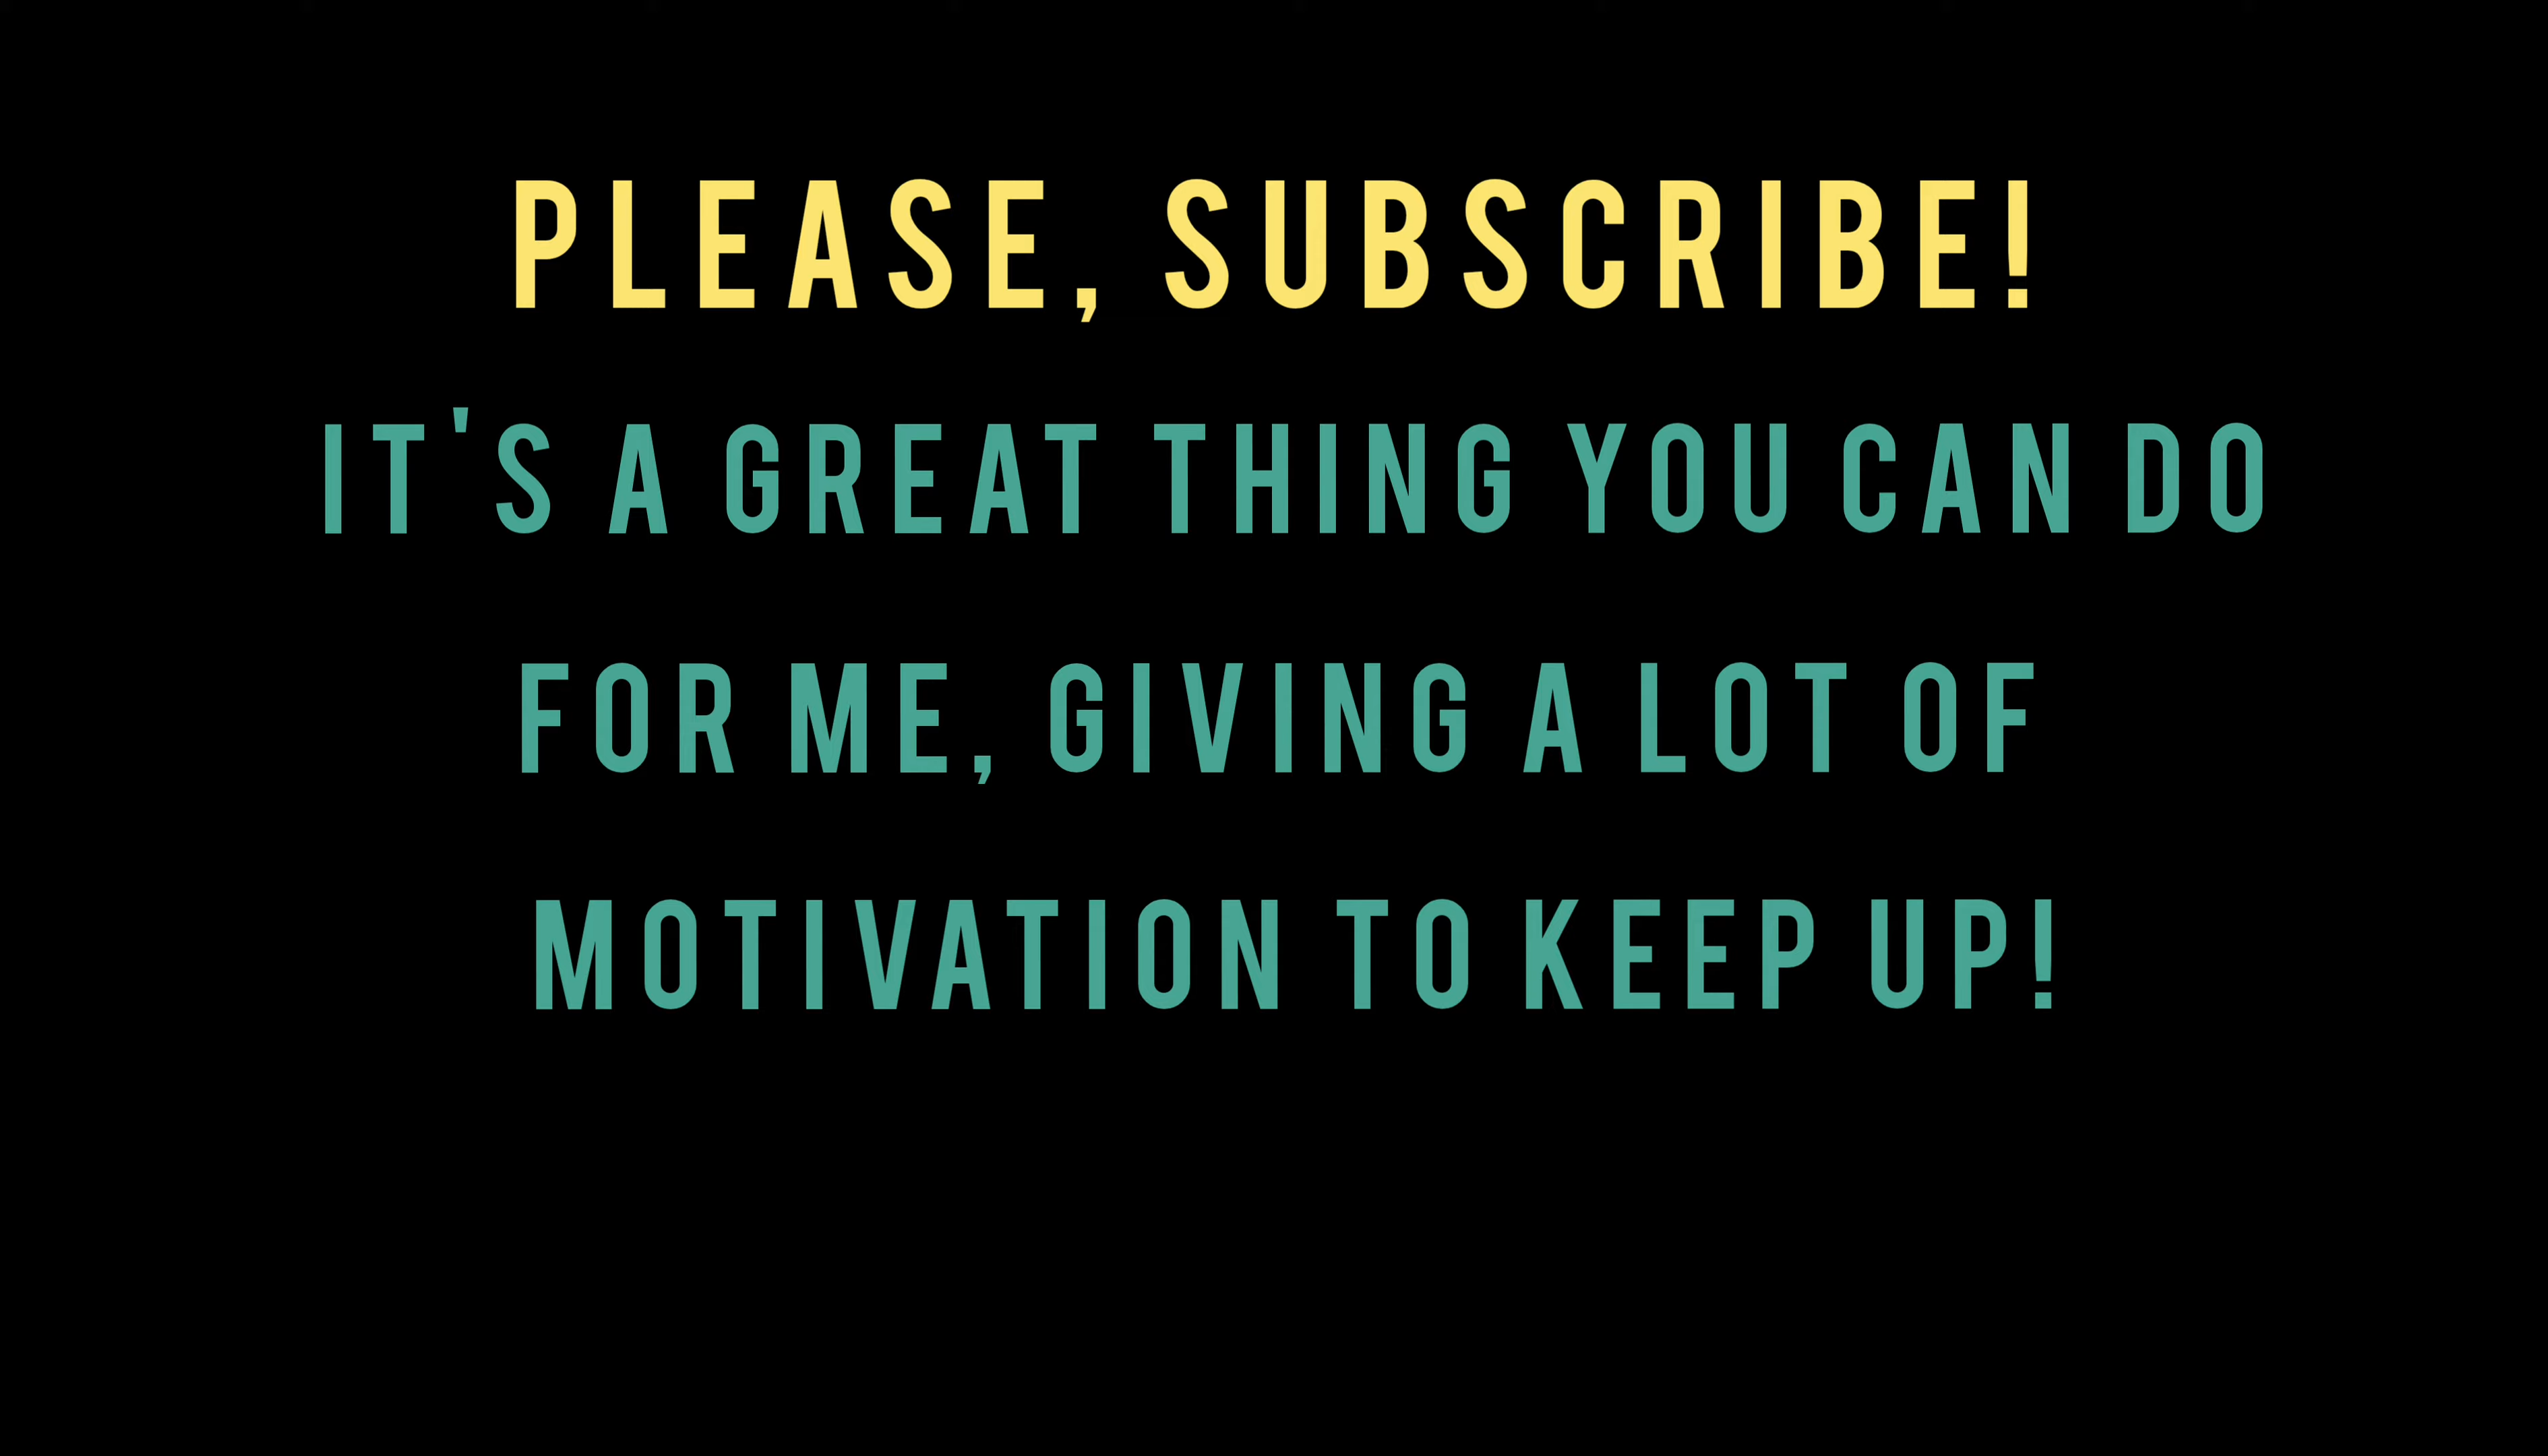 PLEASE, SUBSCRIBE!
IT'S A GREAT THING YOU CAN DO
FOR ME, GIVING A LOT OF
MOTIVATION TO KEEP UP!